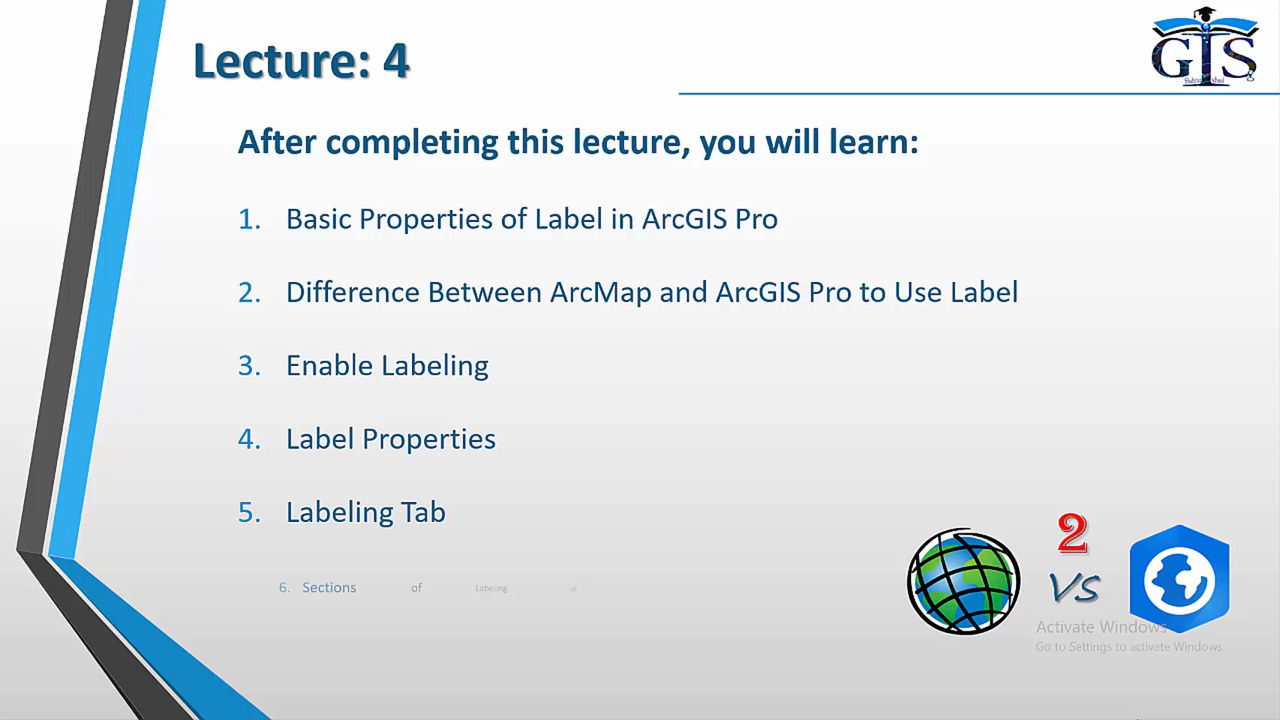 Lecture: 4
GIS
After completing this lecture, you will learn:
1. Basic Properties of Label in ArcGIS Pro
2. Difference Between ArcMap and ArcGIS Pro to Use Label
3. Enable Labeling
4. Label Properties
5. Labeling Tab
6. Sections of Labeling
2
VS
Activate Windows
Go to Settings to activate Windows.